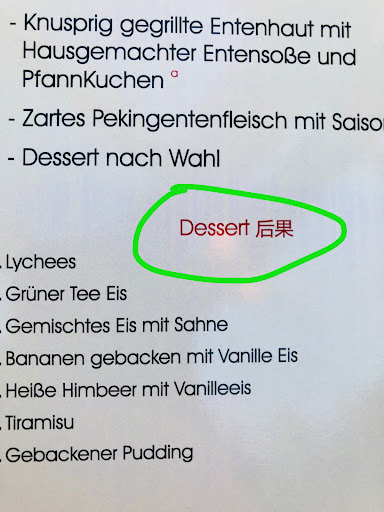 - Knusprig gegrillte Entenhaut mit
Hausgemachter Entensoße und
PfannKuchen a
- Zartes Pekingentenfleisch mit Saiso
- Dessert nach Wahl
Dessert 后果
. Lychees
. Grüner Tee Eis
. Gemischtes Eis mit Sahne
. Bananen gebacken mit Vanille Eis
. Heiße Himbeer mit Vanilleeis
. Tiramisu
. Gebackener Pudding